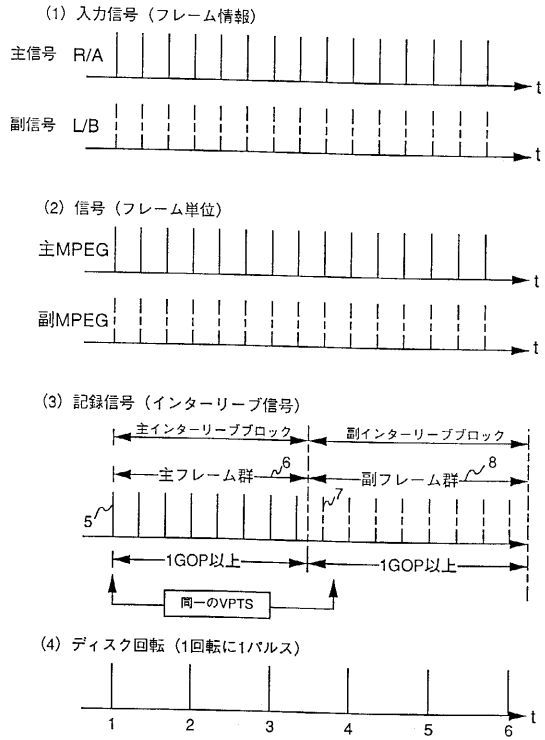 (1) 入力信号 (フレーム情報)
主信号 R/A
t
副信号 L/B
t
(2) 信号 (フレーム単位)
主MPEG
t
副MPEG
t
(3) 記録信号 (インターリーブ信号)
主インターリーブブロック 副インターリーブブロック
主フレーム群 6 副フレーム群 8
5 7
1GOP以上 1GOP以上
同一のVPTS
(4) ディスク回転 (1回転に1パルス)
t
1 2 3 4 5 6